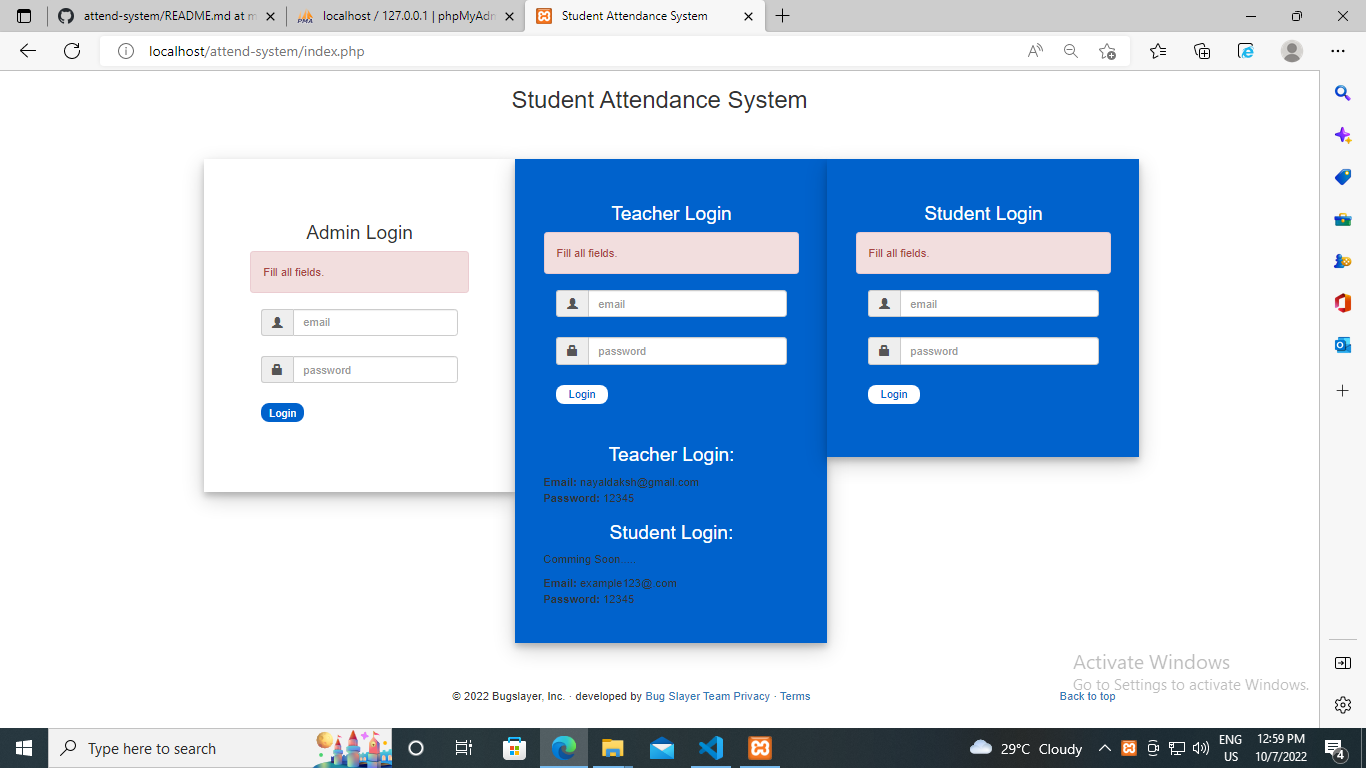 attend-system/README.md at m
localhost / 127.0.0.1 | phpMyAdn
Student Attendance System
localhost/attend-system/index.php
Student Attendance System
Admin Login
Fill all fields.
email
password
Login
Teacher Login
Fill all fields.
email
password
Login
Teacher Login:
Email: nayaldaksh@gmail.com
Password: 12345
Student Login:
Comming Soon.....
Email: example123@.com
Password: 12345
Student Login
Fill all fields.
email
password
Login
Activate Windows
Go to Settings to activate Windows.
© 2022 Bugslayer, Inc. · developed by Bug Slayer Team Privacy · Terms
Back to top
Type here to search
29°C Cloudy
ENG
US
12:59 PM
10/7/2022
4